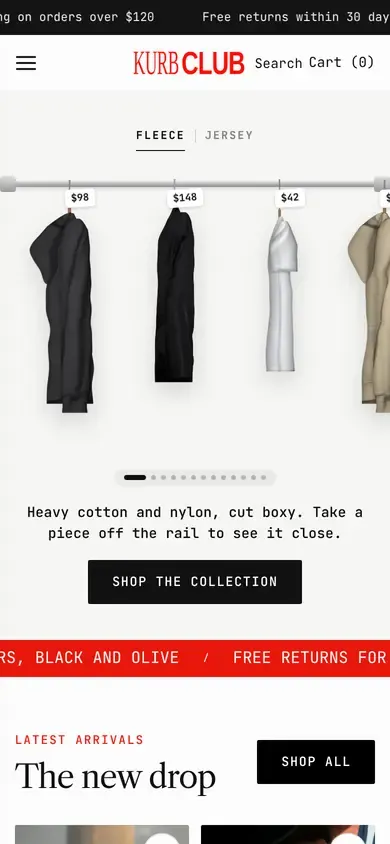 ng on orders over $120 Free returns within 30 day
KURB CLUB Search Cart (0)
FLEECE JERSEY
$98 $148 $42
Heavy cotton and nylon, cut boxy. Take a
piece off the rail to see it close.
SHOP THE COLLECTION
RS, BLACK AND OLIVE / FREE RETURNS FOR
LATEST ARRIVALS
The new drop
SHOP ALL